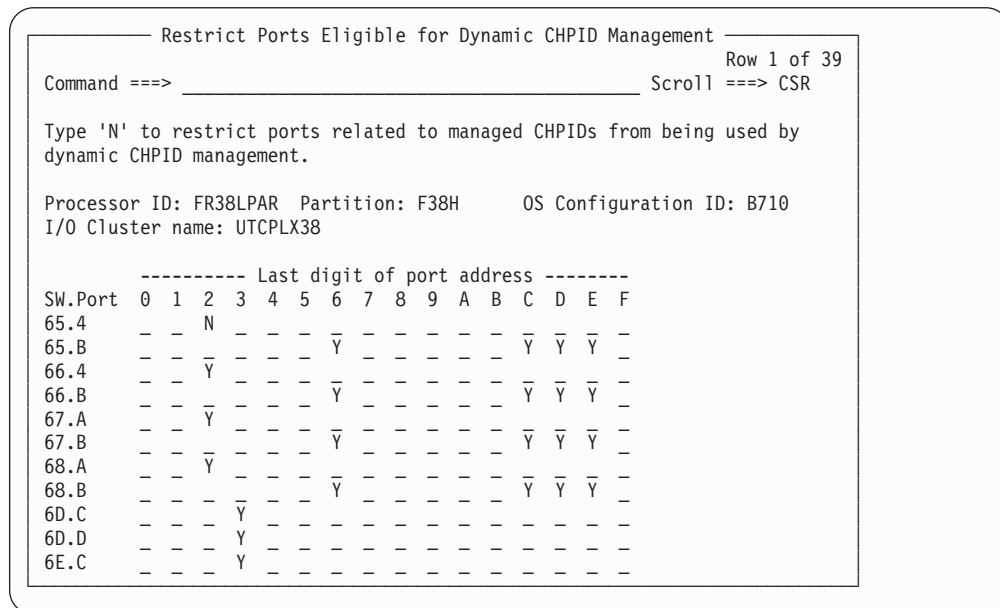 Restrict Ports Eligible for Dynamic CHPID Management
Row 1 of 39
Command ===> ________________________________________ Scroll ===> CSR
Type 'N' to restrict ports related to managed CHPIDs from being used by
dynamic CHPID management.
Processor ID: FR38LPAR Partition: F38H OS Configuration ID: B710
I/O Cluster name: UTCPLX38
---------- Last digit of port address --------
SW.Port 0 1 2 3 4 5 6 7 8 9 A B C D E F
65.4 _ _ N _ _ _ _ _ _ _ _ _ _ _ _ _
65.B _ _ _ _ _ _ Y _ _ _ _ _ Y Y Y _
66.4 _ _ Y _ _ _ _ _ _ _ _ _ _ _ _ _
66.B _ _ _ _ _ _ Y _ _ _ _ _ Y Y Y _
67.A _ _ Y _ _ _ _ _ _ _ _ _ _ _ _ _
67.B _ _ _ _ _ _ Y _ _ _ _ _ Y Y Y _
68.A _ _ Y _ _ _ _ _ _ _ _ _ _ _ _ _
68.B _ _ _ _ _ _ Y _ _ _ _ _ Y Y Y _
6D.C _ _ _ Y _ _ _ _ _ _ _ _ _ _ _ _
6D.D _ _ _ Y _ _ _ _ _ _ _ _ _ _ _ _
6E.C _ _ _ Y _ _ _ _ _ _ _ _ _ _ _ _